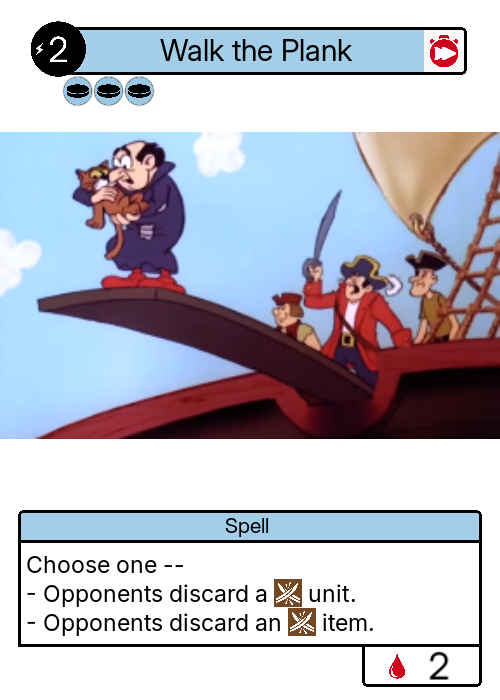 2 Walk the Plank
Spell
Choose one --
- Opponents discard a unit.
- Opponents discard an item.
2